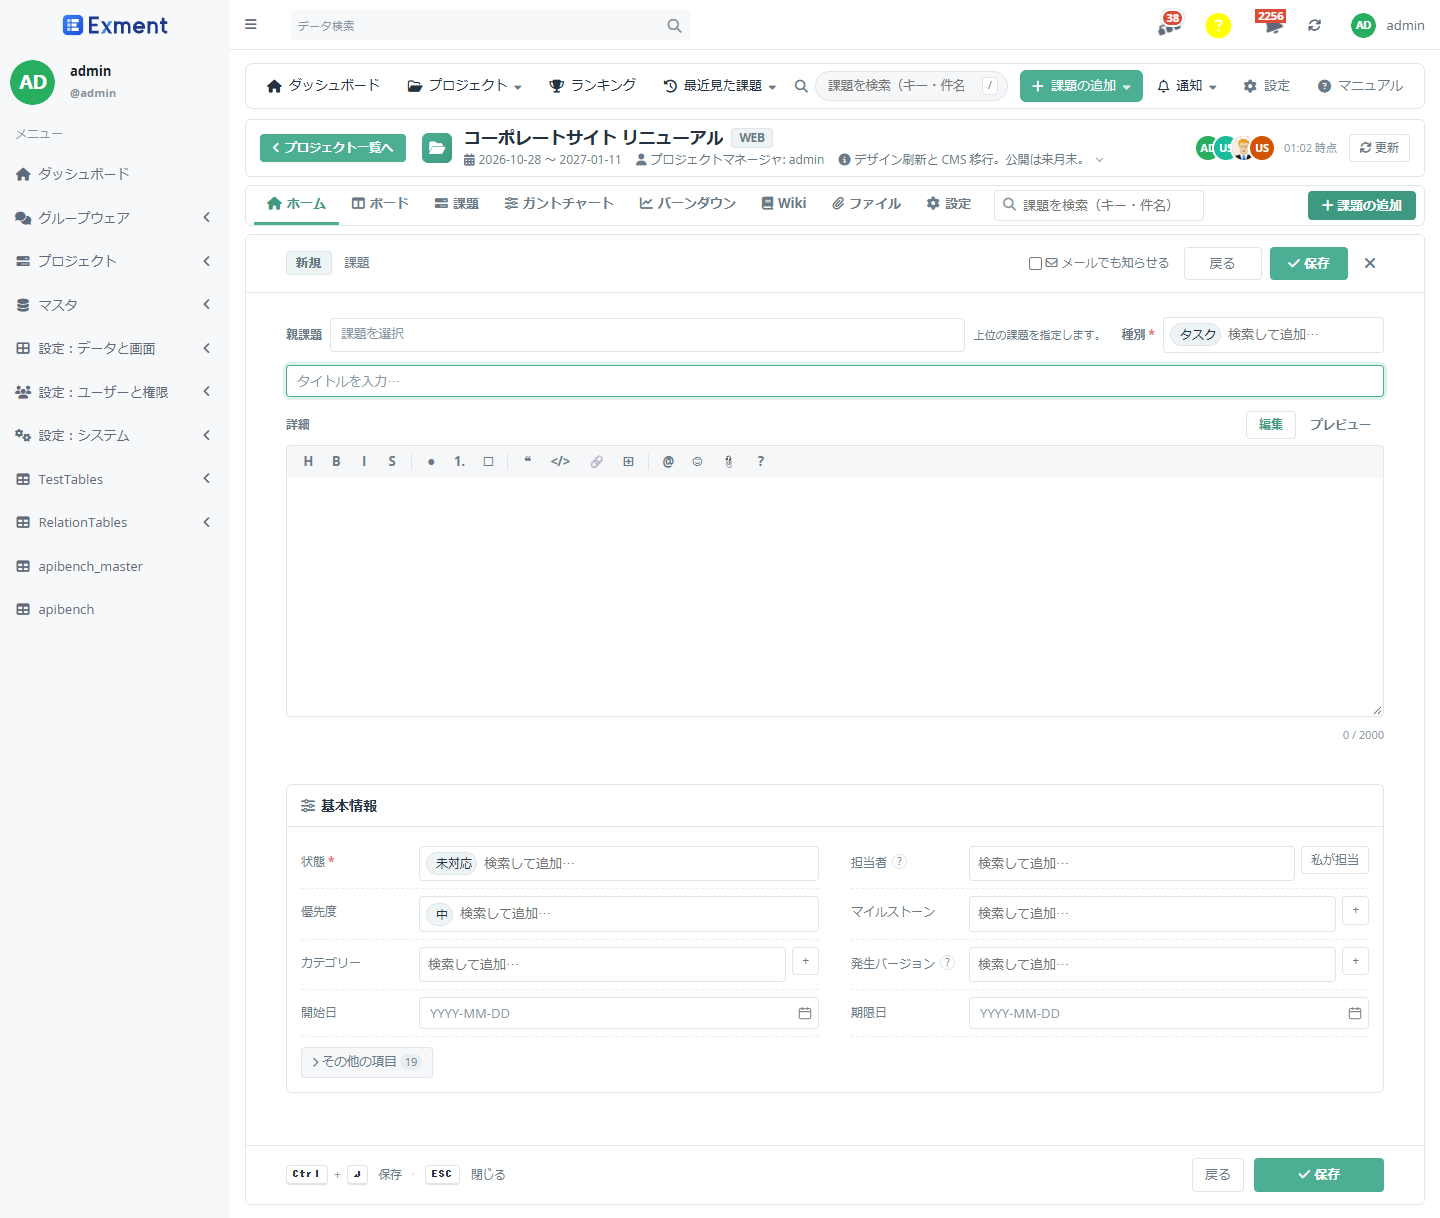 Exment
データ検索
38
?
2256
AD
admin
AD
admin
@admin
メニュー
ダッシュボード
グループウェア
プロジェクト
マスタ
設定：データと画面
設定：ユーザーと権限
設定：システム
TestTables
RelationTables
apibench_master
apibench
ダッシュボード
プロジェクト
ランキング
最近見た課題
課題を検索（キー・件名
/
課題の追加
通知
設定
マニュアル
プロジェクト一覧へ
コーポレートサイト リニューアル
WEB
2026-10-28 〜 2027-01-11
プロジェクトマネージャ: admin
デザイン刷新と CMS 移行。公開は来月末。
US
01:02 時点
更新
ホーム
ボード
課題
ガントチャート
バーンダウン
Wiki
ファイル
設定
課題を検索（キー・件名）
課題の追加
新規
課題
メールでも知らせる
戻る
保存
親課題
課題を選択
上位の課題を指定します。
種別 *
タスク
検索して追加…
タイトルを入力…
詳細
編集
プレビュー
H B I S ● 1. ☐ ❝ </> @ ?
0 / 2000
基本情報
状態 *
未対応
検索して追加…
担当者 ?
検索して追加…
私が担当
優先度
中
検索して追加…
マイルストーン
検索して追加…
+
カテゴリー
検索して追加…
+
発生バージョン ?
検索して追加…
+
開始日
YYYY-MM-DD
期限日
YYYY-MM-DD
その他の項目 19
Ctrl + ↵ 保存 · ESC 閉じる
戻る
保存